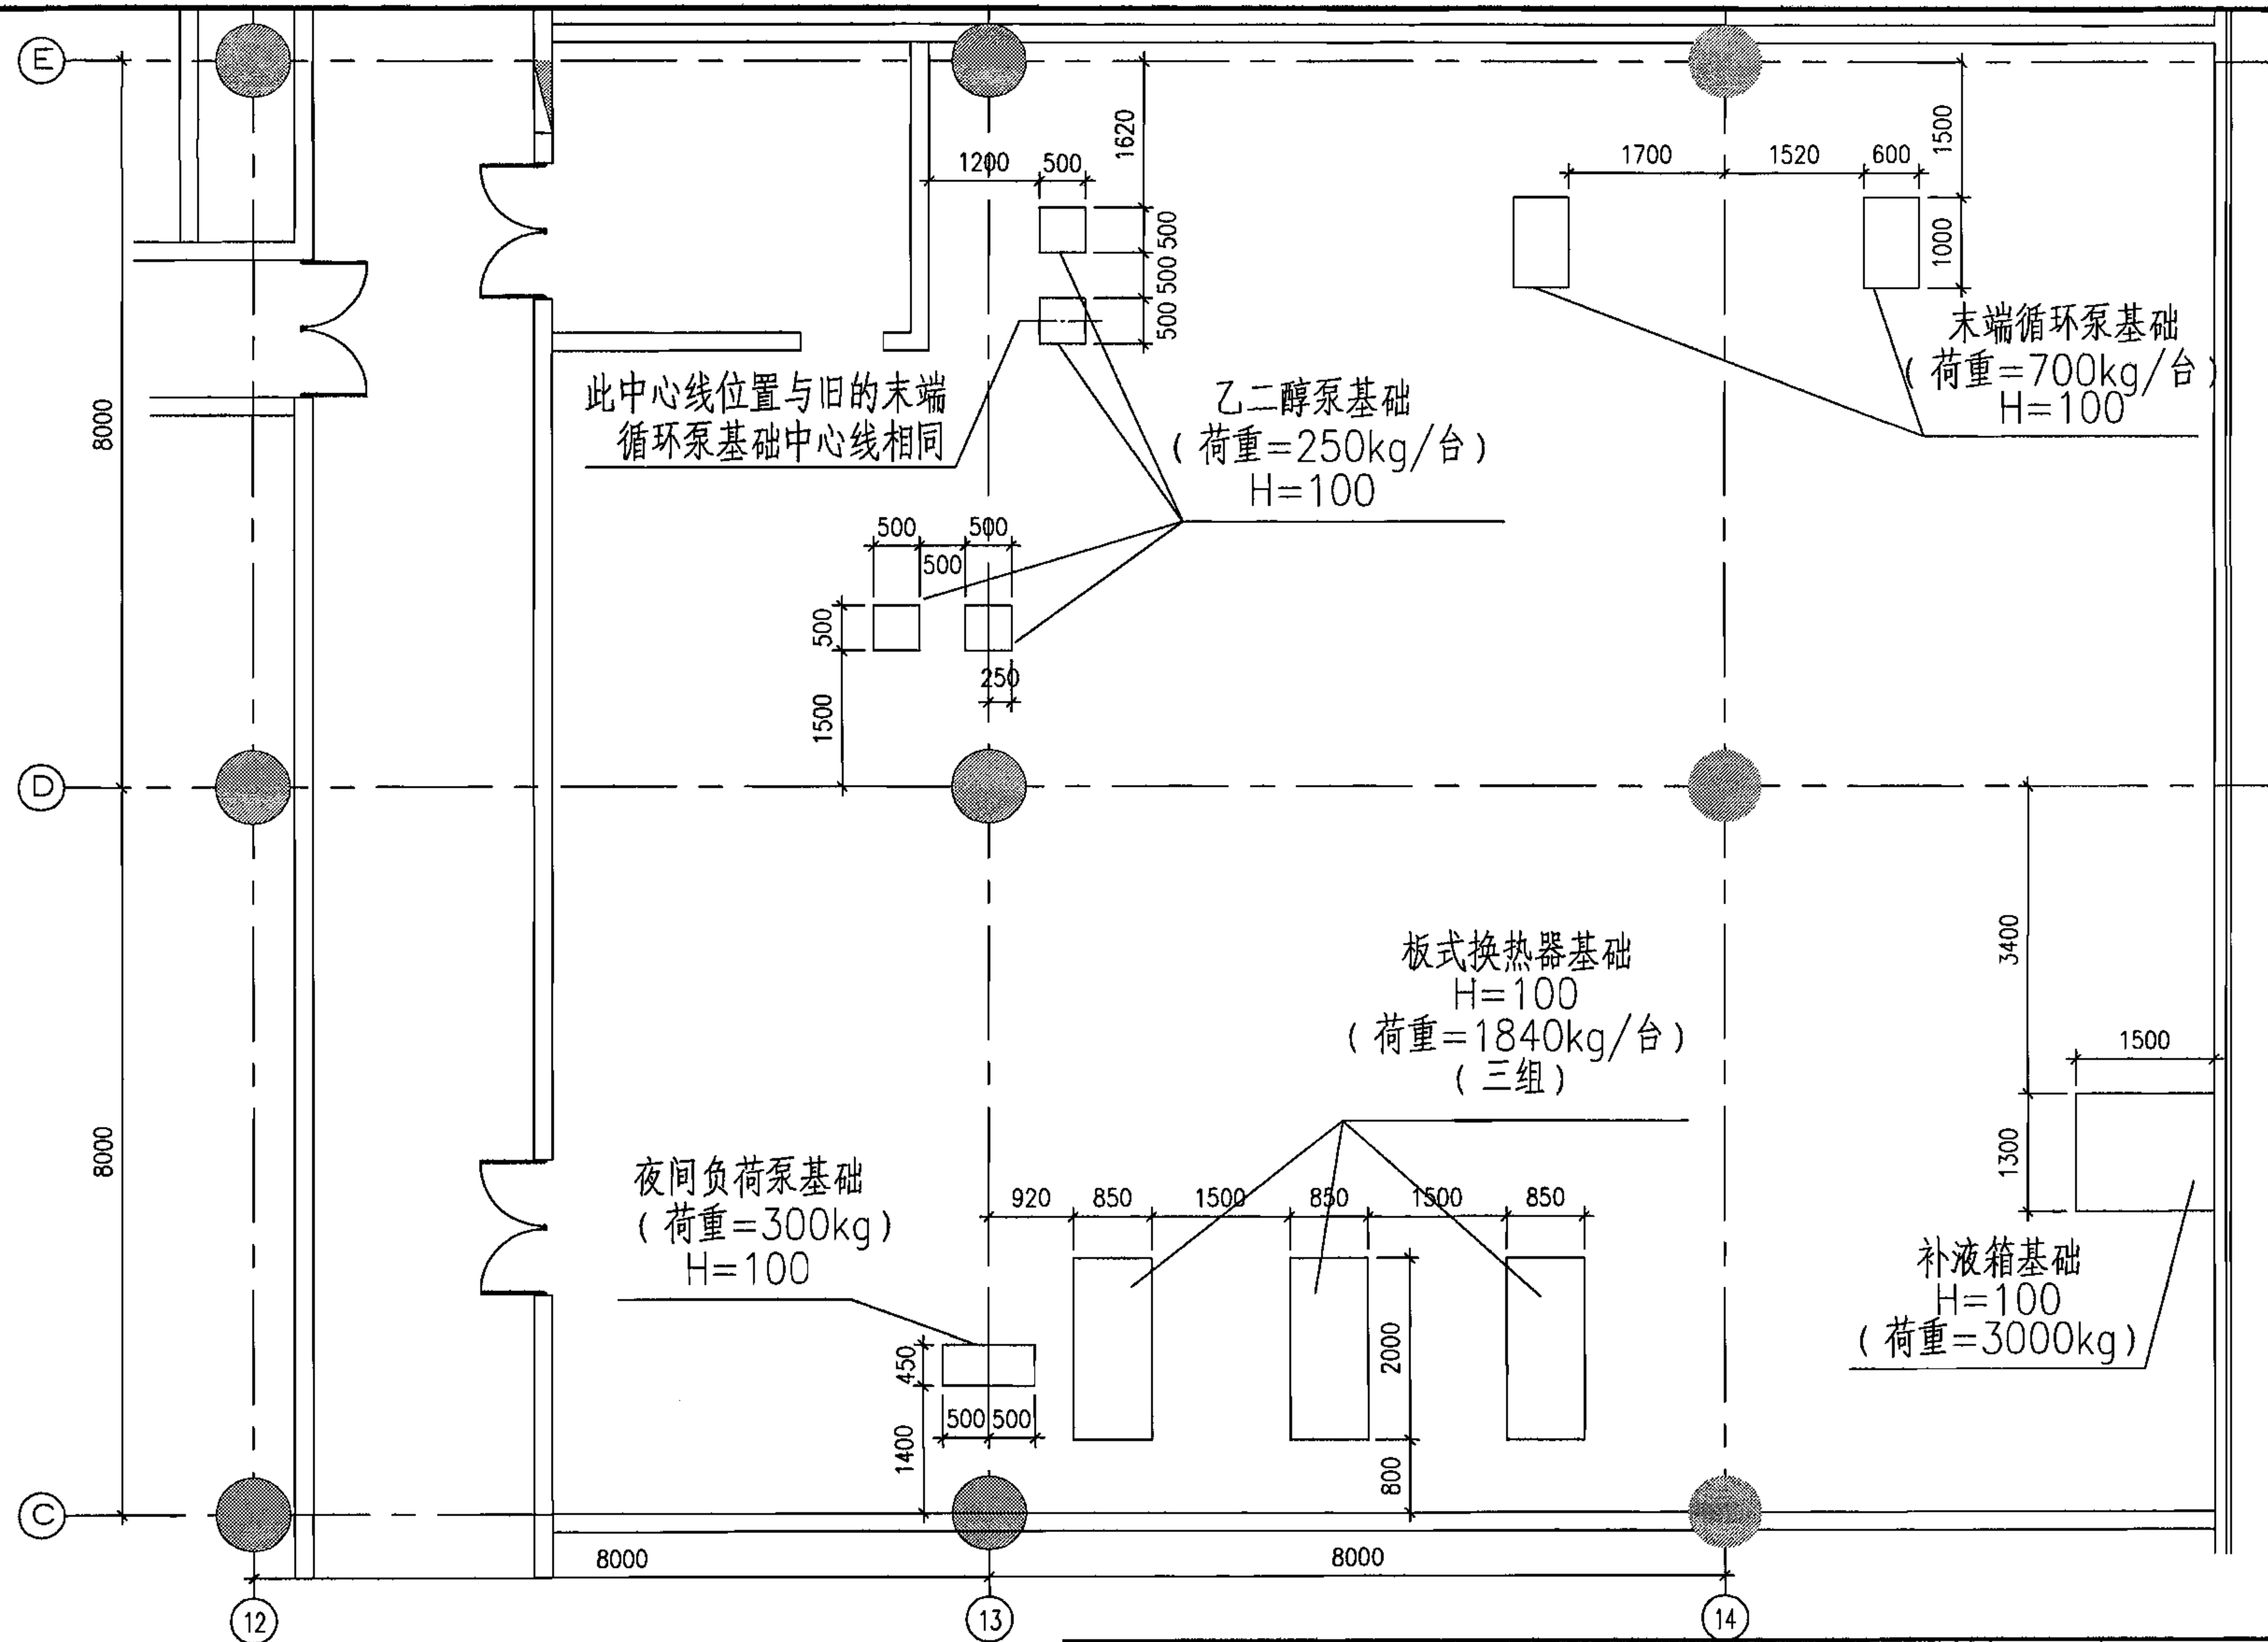 E
1620
1500
1200
500
1700
1520
600
500
500
500
1000
末端循环泵基础
(荷重=700kg/台)
H=100
此中心线位置与旧的末端
循环泵基础中心线相同
乙二醇泵基础
(荷重=250kg/台)
H=100
8000
500
500
500
500
250
1500
D
3400
板式换热器基础
H=100
(荷重=1840kg/台)
(三组)
1500
1300
8000
夜间负荷泵基础
(荷重=300kg)
H=100
920
850
1500
850
1500
850
补液箱基础
H=100
(荷重=3000kg)
450
2000
500
500
1400
800
C
8000
8000
12
13
14